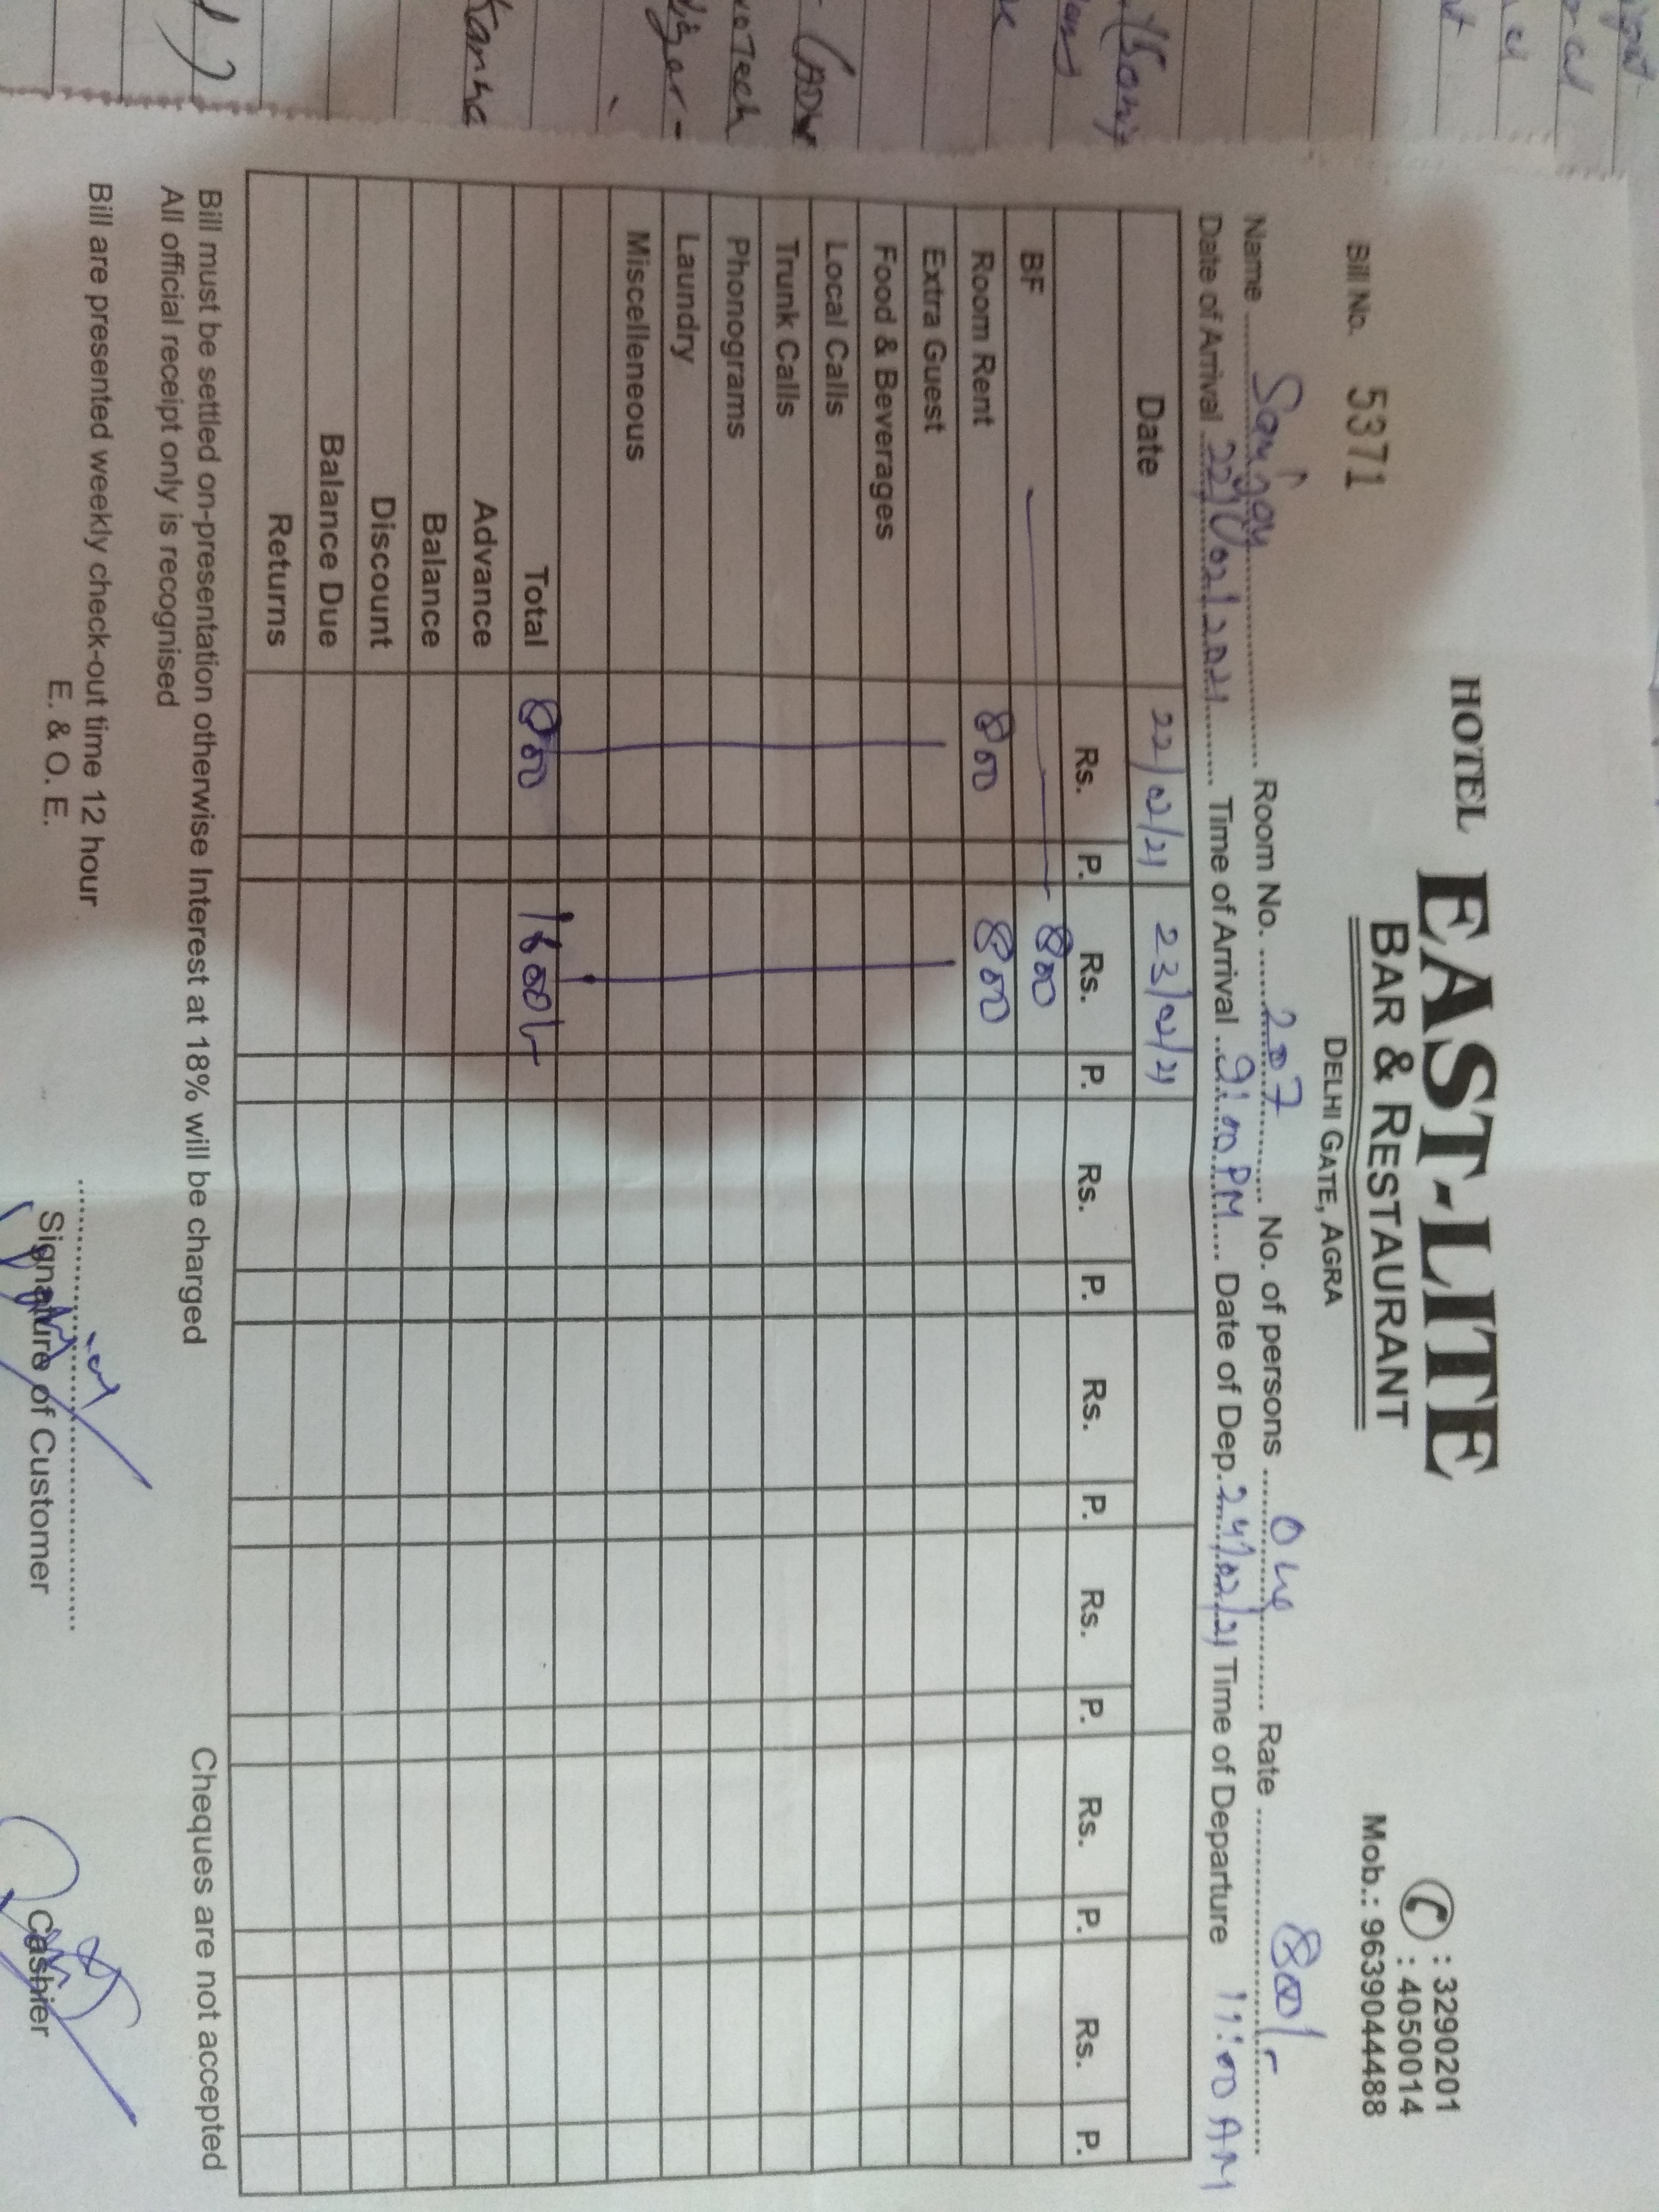 HOTEL EAST-LITE
BAR & RESTAURANT
DELHI GATE, AGRA
: 3290201
: 4050014
Mob.: 9639044488
Bill No. 5371
Name Sanjay Room No. 207 No. of persons Rate 800/-
Date of Arrival 22/02/2021 Time of Arrival 9:00 PM Date of Dep. 24/02/21 Time of Departure 11:00 AM
Date 22/02/21 23/02/21
Rs. P. Rs. P. Rs. P. Rs. P. Rs. P. Rs. P. Rs. P.
BF 800
Room Rent 800 800
Extra Guest
Food & Beverages
Local Calls
Trunk Calls
Phonograms
Laundry
Miscelleneous
Total 800 1600/-
Advance
Balance
Discount
Balance Due
Returns
Bill must be settled on-presentation otherwise Interest at 18% will be charged
All official receipt only is recognised
Cheques are not accepted
Bill are presented weekly check-out time 12 hour
E. & O. E.
Signature of Customer
Cashier
Kanha